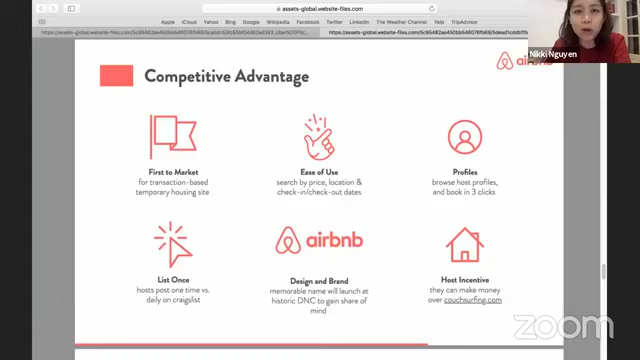 assets-global.website-files.com
Apple iCloud Yahoo Bing Google Wikipedia Facebook Twitter LinkedIn The Weather Channel Yelp TripAdvisor
airbnb
Nikki Nguyen
Competitive Advantage
First to Market
for transaction-based
temporary housing site
Ease of Use
search by price, location &
check-in/check-out dates
Profiles
browse host profiles,
and book in 3 clicks
List Once
hosts post one time vs.
daily on craigslist
airbnb
Design and Brand
memorable name will launch at
historic DNC to gain share of
mind
Host Incentive
they can make money
over couchsurfing.com
zoom